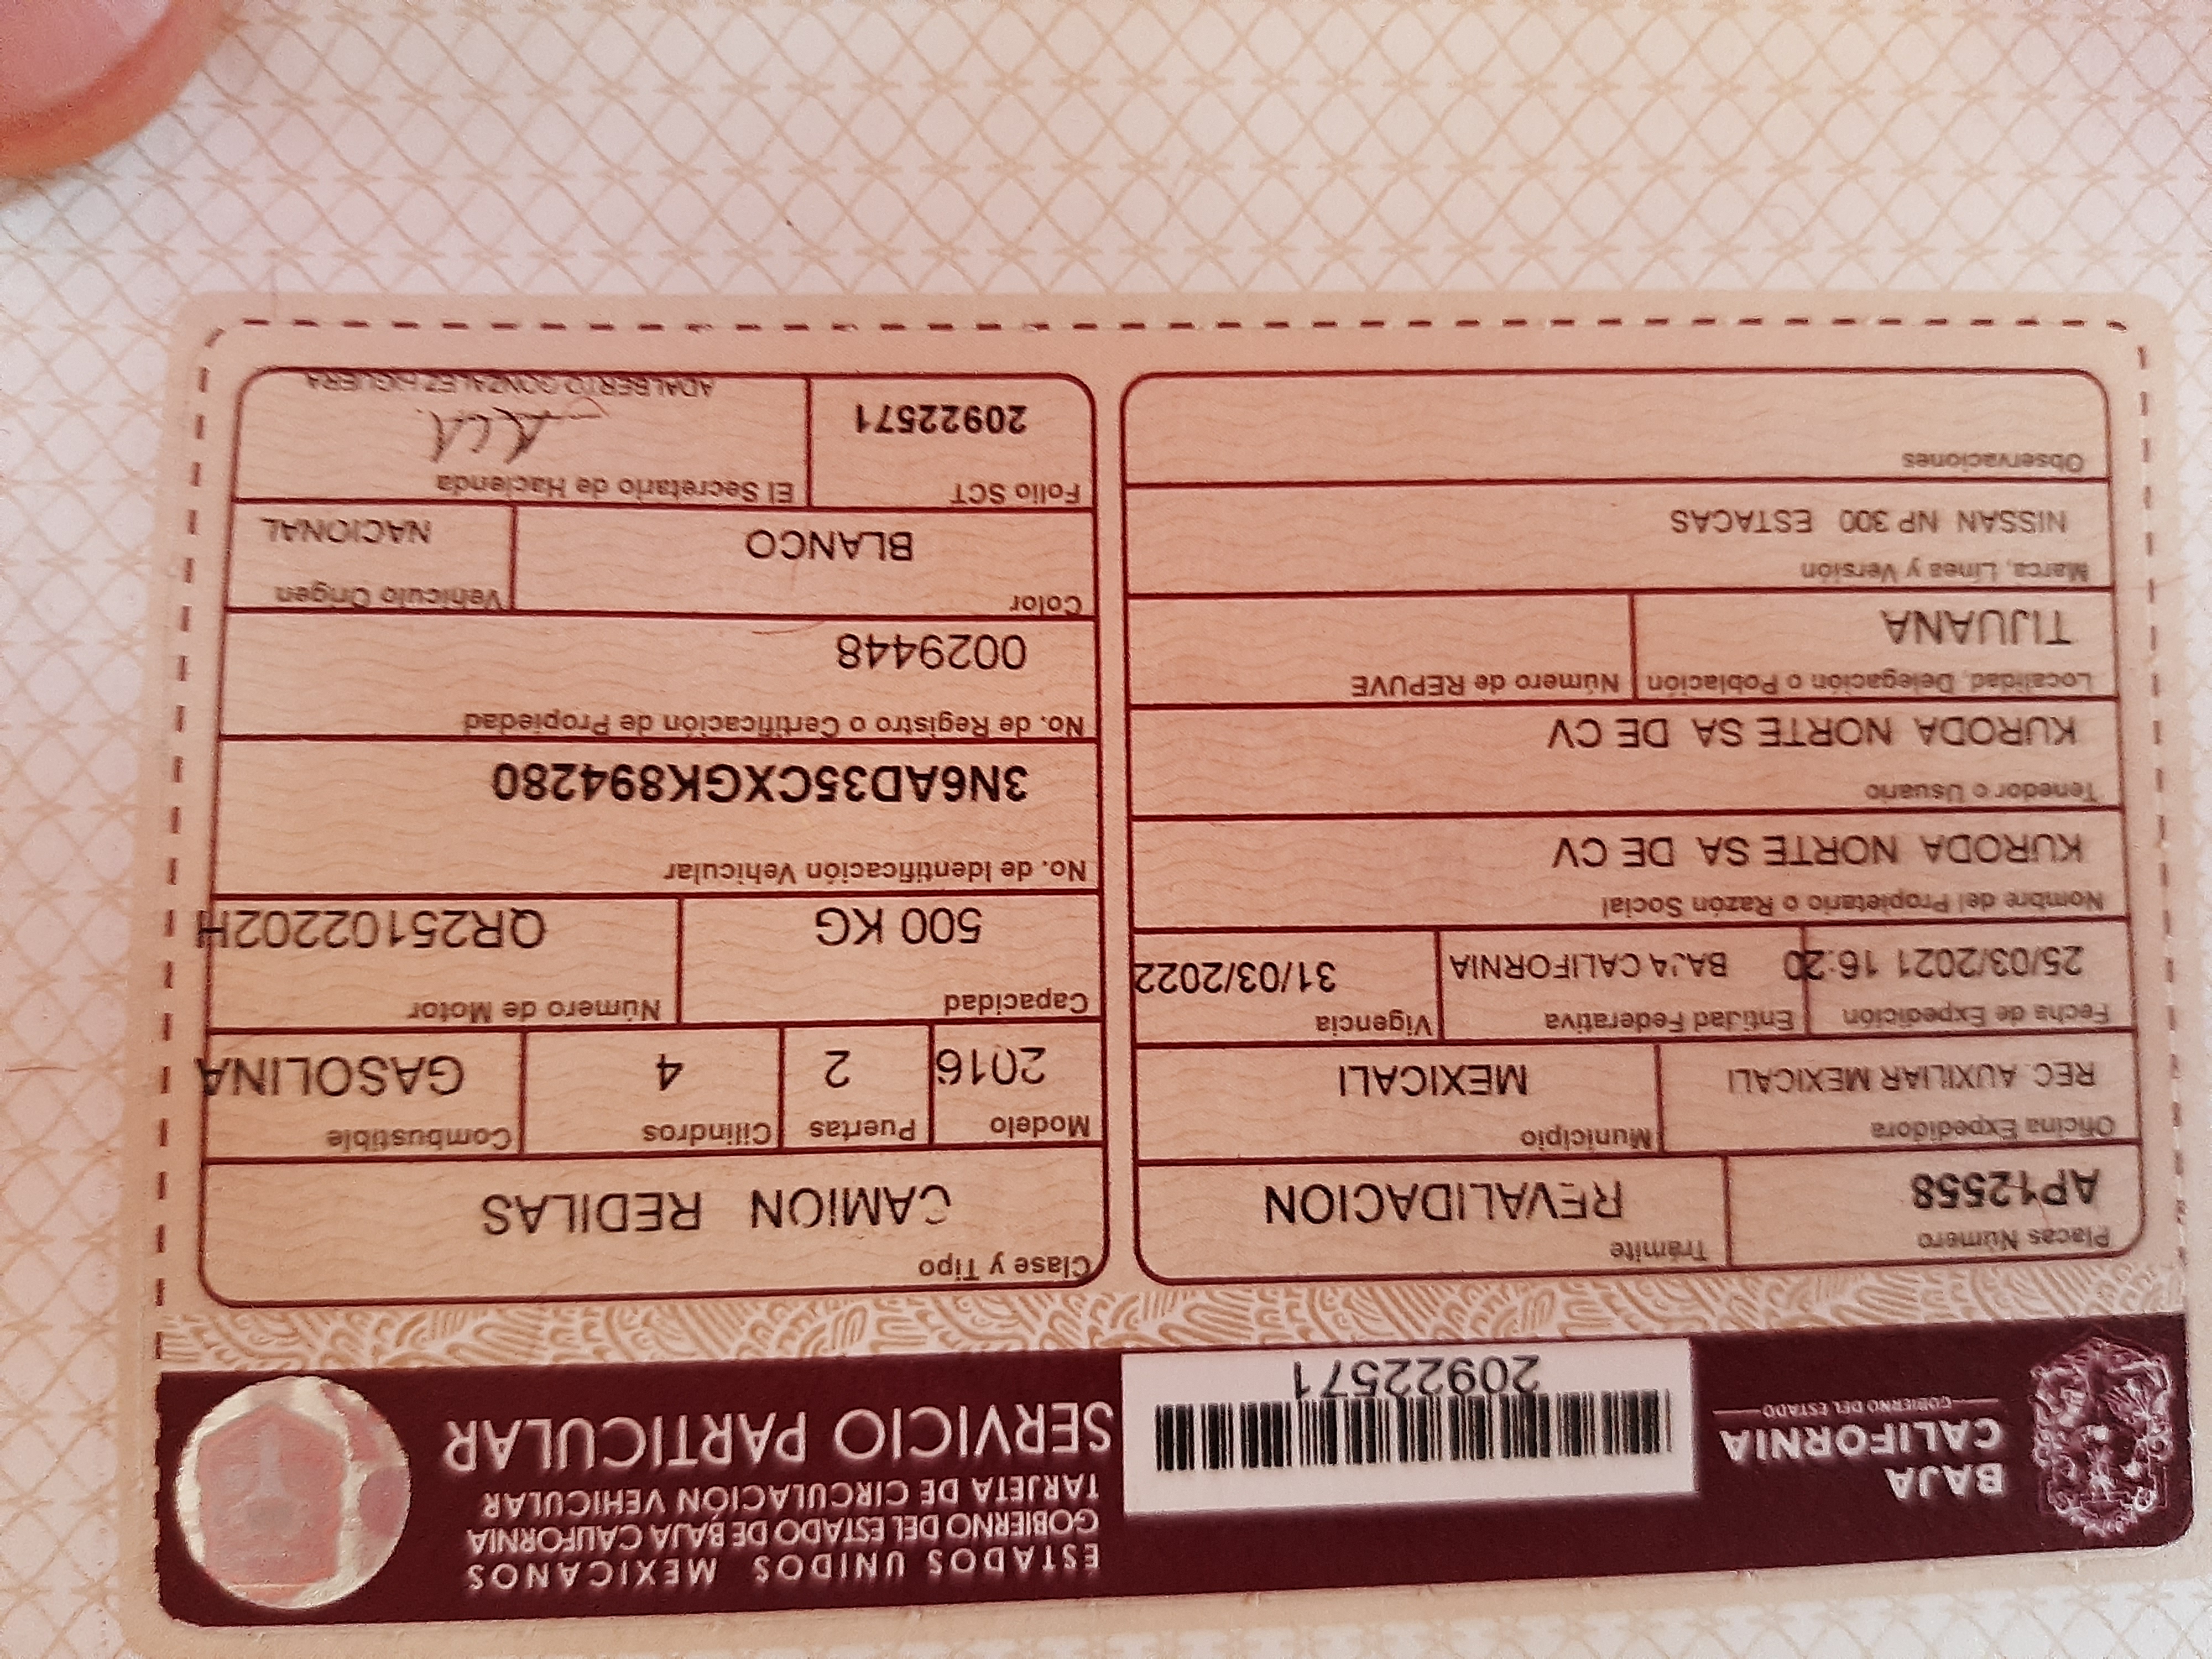 BAJA
CALIFORNIA
GOBIERNO DEL ESTADO
20922571
ESTADOS UNIDOS MEXICANOS
GOBIERNO DEL ESTADO DE BAJA CALIFORNIA
TARJETA DE CIRCULACIÓN VEHICULAR
SERVICIO PARTICULAR
Placas Número
AP12558
Trámite
REVALIDACION
Oficina Expedidora
REC. AUXILIAR MEXICALI
Municipio
MEXICALI
Fecha de Expedición
25/03/2021 16:20
Entidad Federativa
BAJA CALIFORNIA
Vigencia
31/03/2022
Nombre del Propietario o Razón Social
KURODA NORTE SA DE CV
Tenedor o Usuario
KURODA NORTE SA DE CV
Localidad, Delegación o Población
TIJUANA
Número de REPUVE
Marca, Línea y Versión
NISSAN NP 300 ESTACAS
Observaciones
Clase y Tipo
CAMION REDILAS
Modelo
2016
Puertas
2
Cilindros
4
Combustible
GASOLINA
Capacidad
500 KG
Número de Motor
QR25102202H
No. de Identificación Vehicular
3N6AD35CXGK894280
No. de Registro o Certificación de Propiedad
0029448
Color
BLANCO
Vehículo Origen
NACIONAL
Folio SCT
20922571
El Secretario de Hacienda
ADALBERTO GONZALEZ HIGUERA